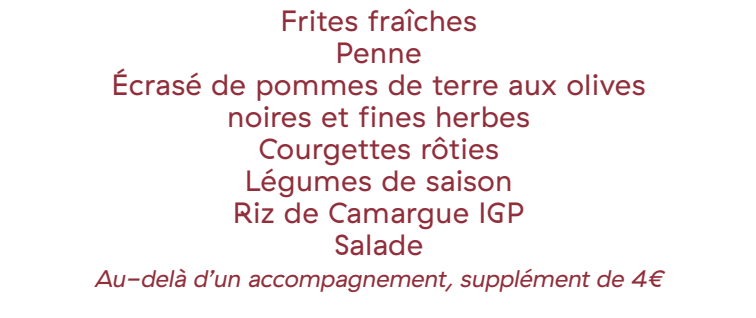 Frites fraîches
Penne
Écrasé de pommes de terre aux olives
noires et fines herbes
Courgettes rôties
Légumes de saison
Riz de Camargue IGP
Salade
Au-delà d’un accompagnement, supplément de 4€